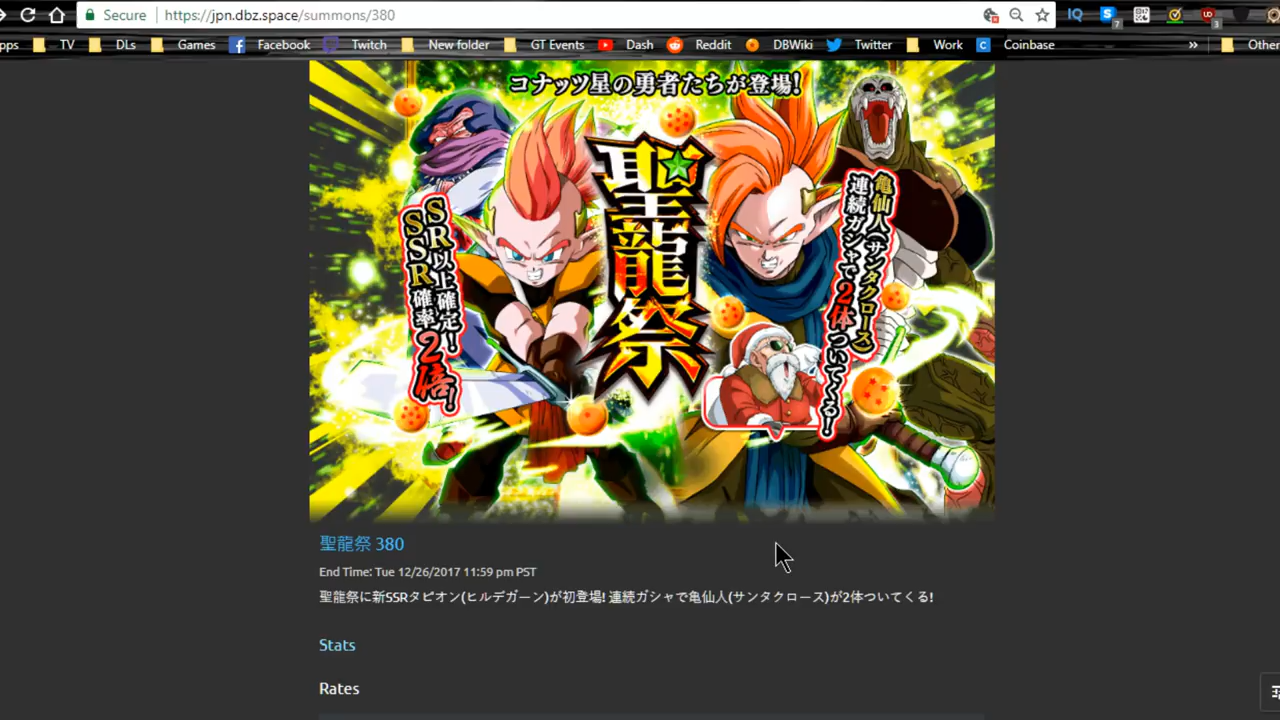 Secure https://jpn.dbz.space/summons/380
pps TV DLs Games Facebook Twitch New folder GT Events Dash Reddit DBWiki Twitter Work Coinbase » Other
IQ
7
UD
3
コナッツ星の勇者たちが登場!
聖龍祭
SR以上確定!
SSR確率2倍!
亀仙人(サンタクロース)
連続ガシャで2体ついてくる!
聖龍祭 380
End Time: Tue 12/26/2017 11:59 pm PST
聖龍祭に新SSRタピオン(ヒルデガーン)が初登場! 連続ガシャで亀仙人(サンタクロース)が2体ついてくる!
Stats
Rates